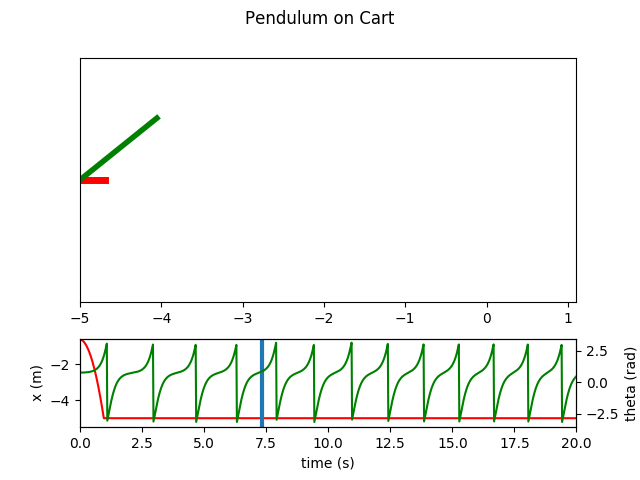 Pendulum on Cart
−5 −4 −3 −2 −1 0 1
x (m)
−2
−4
2.5
0.0
−2.5
theta (rad)
0.0 2.5 5.0 7.5 10.0 12.5 15.0 17.5 20.0
time (s)